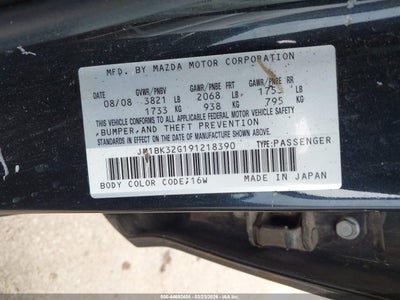 MFD. BY MAZDA MOTOR CORPORATION
GVWR/PNBV GAWR/PNBE FRT GAWR/PNBE RR
08/08 3821 LB 2068 LB 1753 LB
1733 KG 938 KG 795 KG
THIS VEHICLE CONFORMS TO ALL APPLICABLE FEDERAL MOTOR VEHICLE SAFETY
,BUMPER,AND THEFT PREVENTION
STANDARDS IN EFFECT ON THE DATE OF MANUFACTURE SHOWN ABOVE.
JM1BK32G191218390 TYPE:PASSENGER
BODY COLOR CODE;16W MADE IN JAPAN